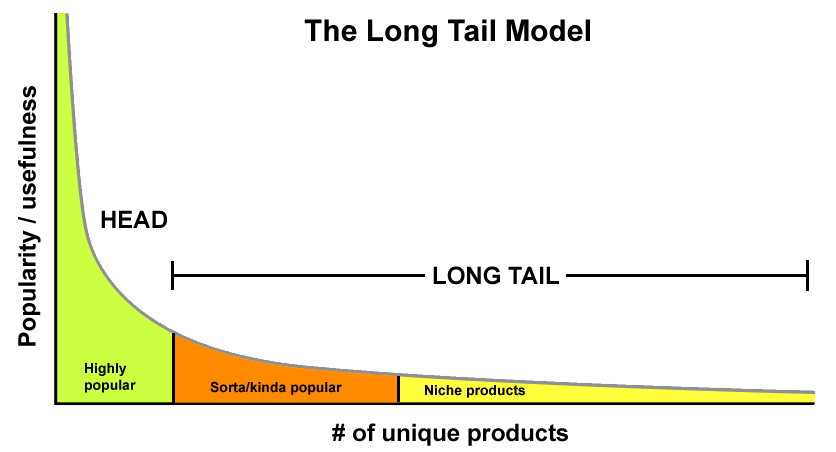 The Long Tail Model
Popularity / usefulness
HEAD
LONG TAIL
Highly
popular
Sorta/kinda popular
Niche products
# of unique products